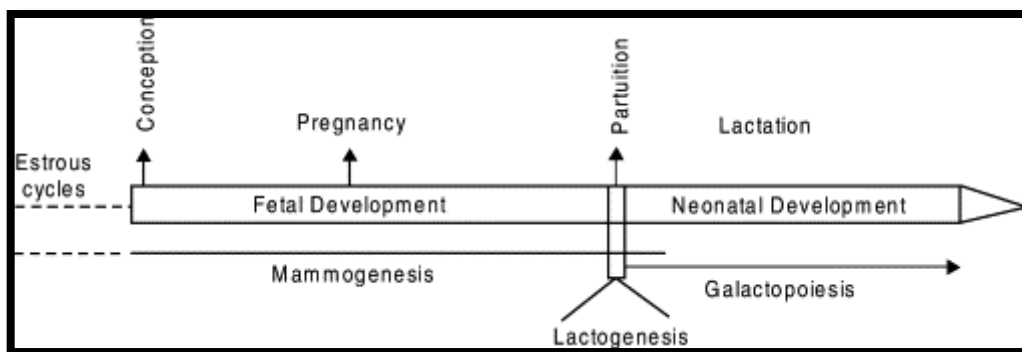 Conception
Pregnancy
Partuition
Lactation
Estrous
cycles
Fetal Development
Neonatal Development
Mammogenesis
Galactopoiesis
Lactogenesis